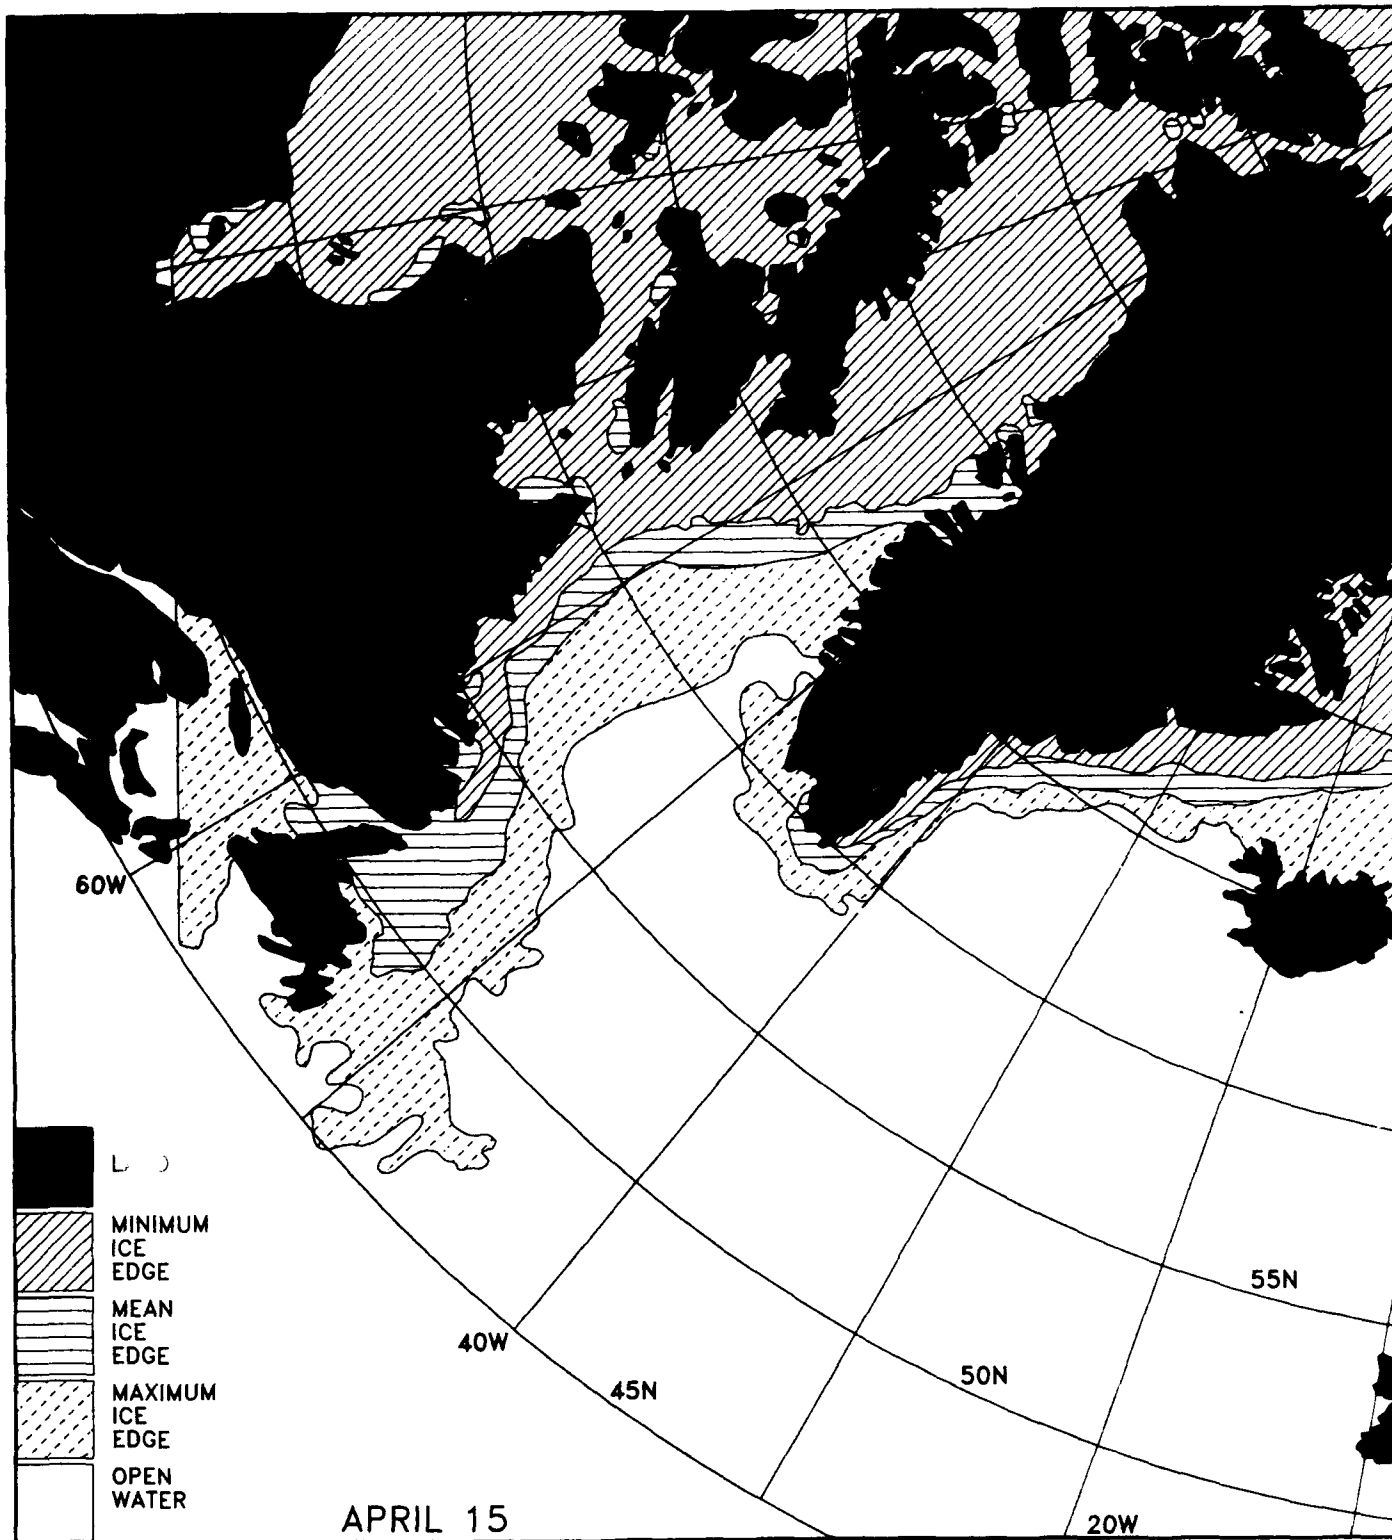 60W
MINIMUM
ICE
EDGE
MEAN
ICE
EDGE
MAXIMUM
ICE
EDGE
OPEN
WATER
APRIL 15
40W
45N
50N
55N
20W